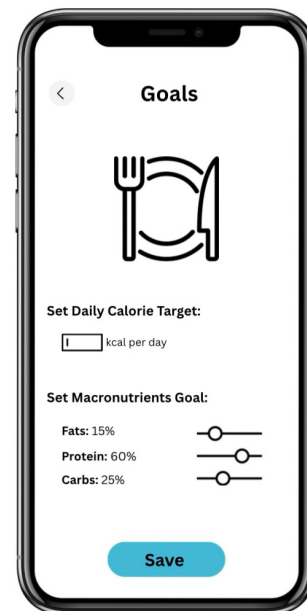 Goals
Set Daily Calorie Target:
kcal per day
Set Macronutrients Goal:
Fats: 15%
Protein: 60%
Carbs: 25%
Save